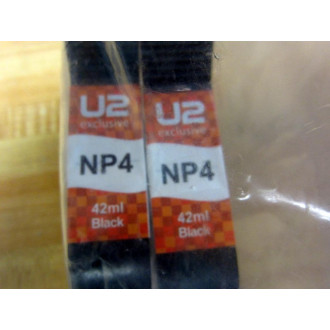 U2
exclusive
NP4
42ml
Black
U2
exclusive
NP4
42ml
Black